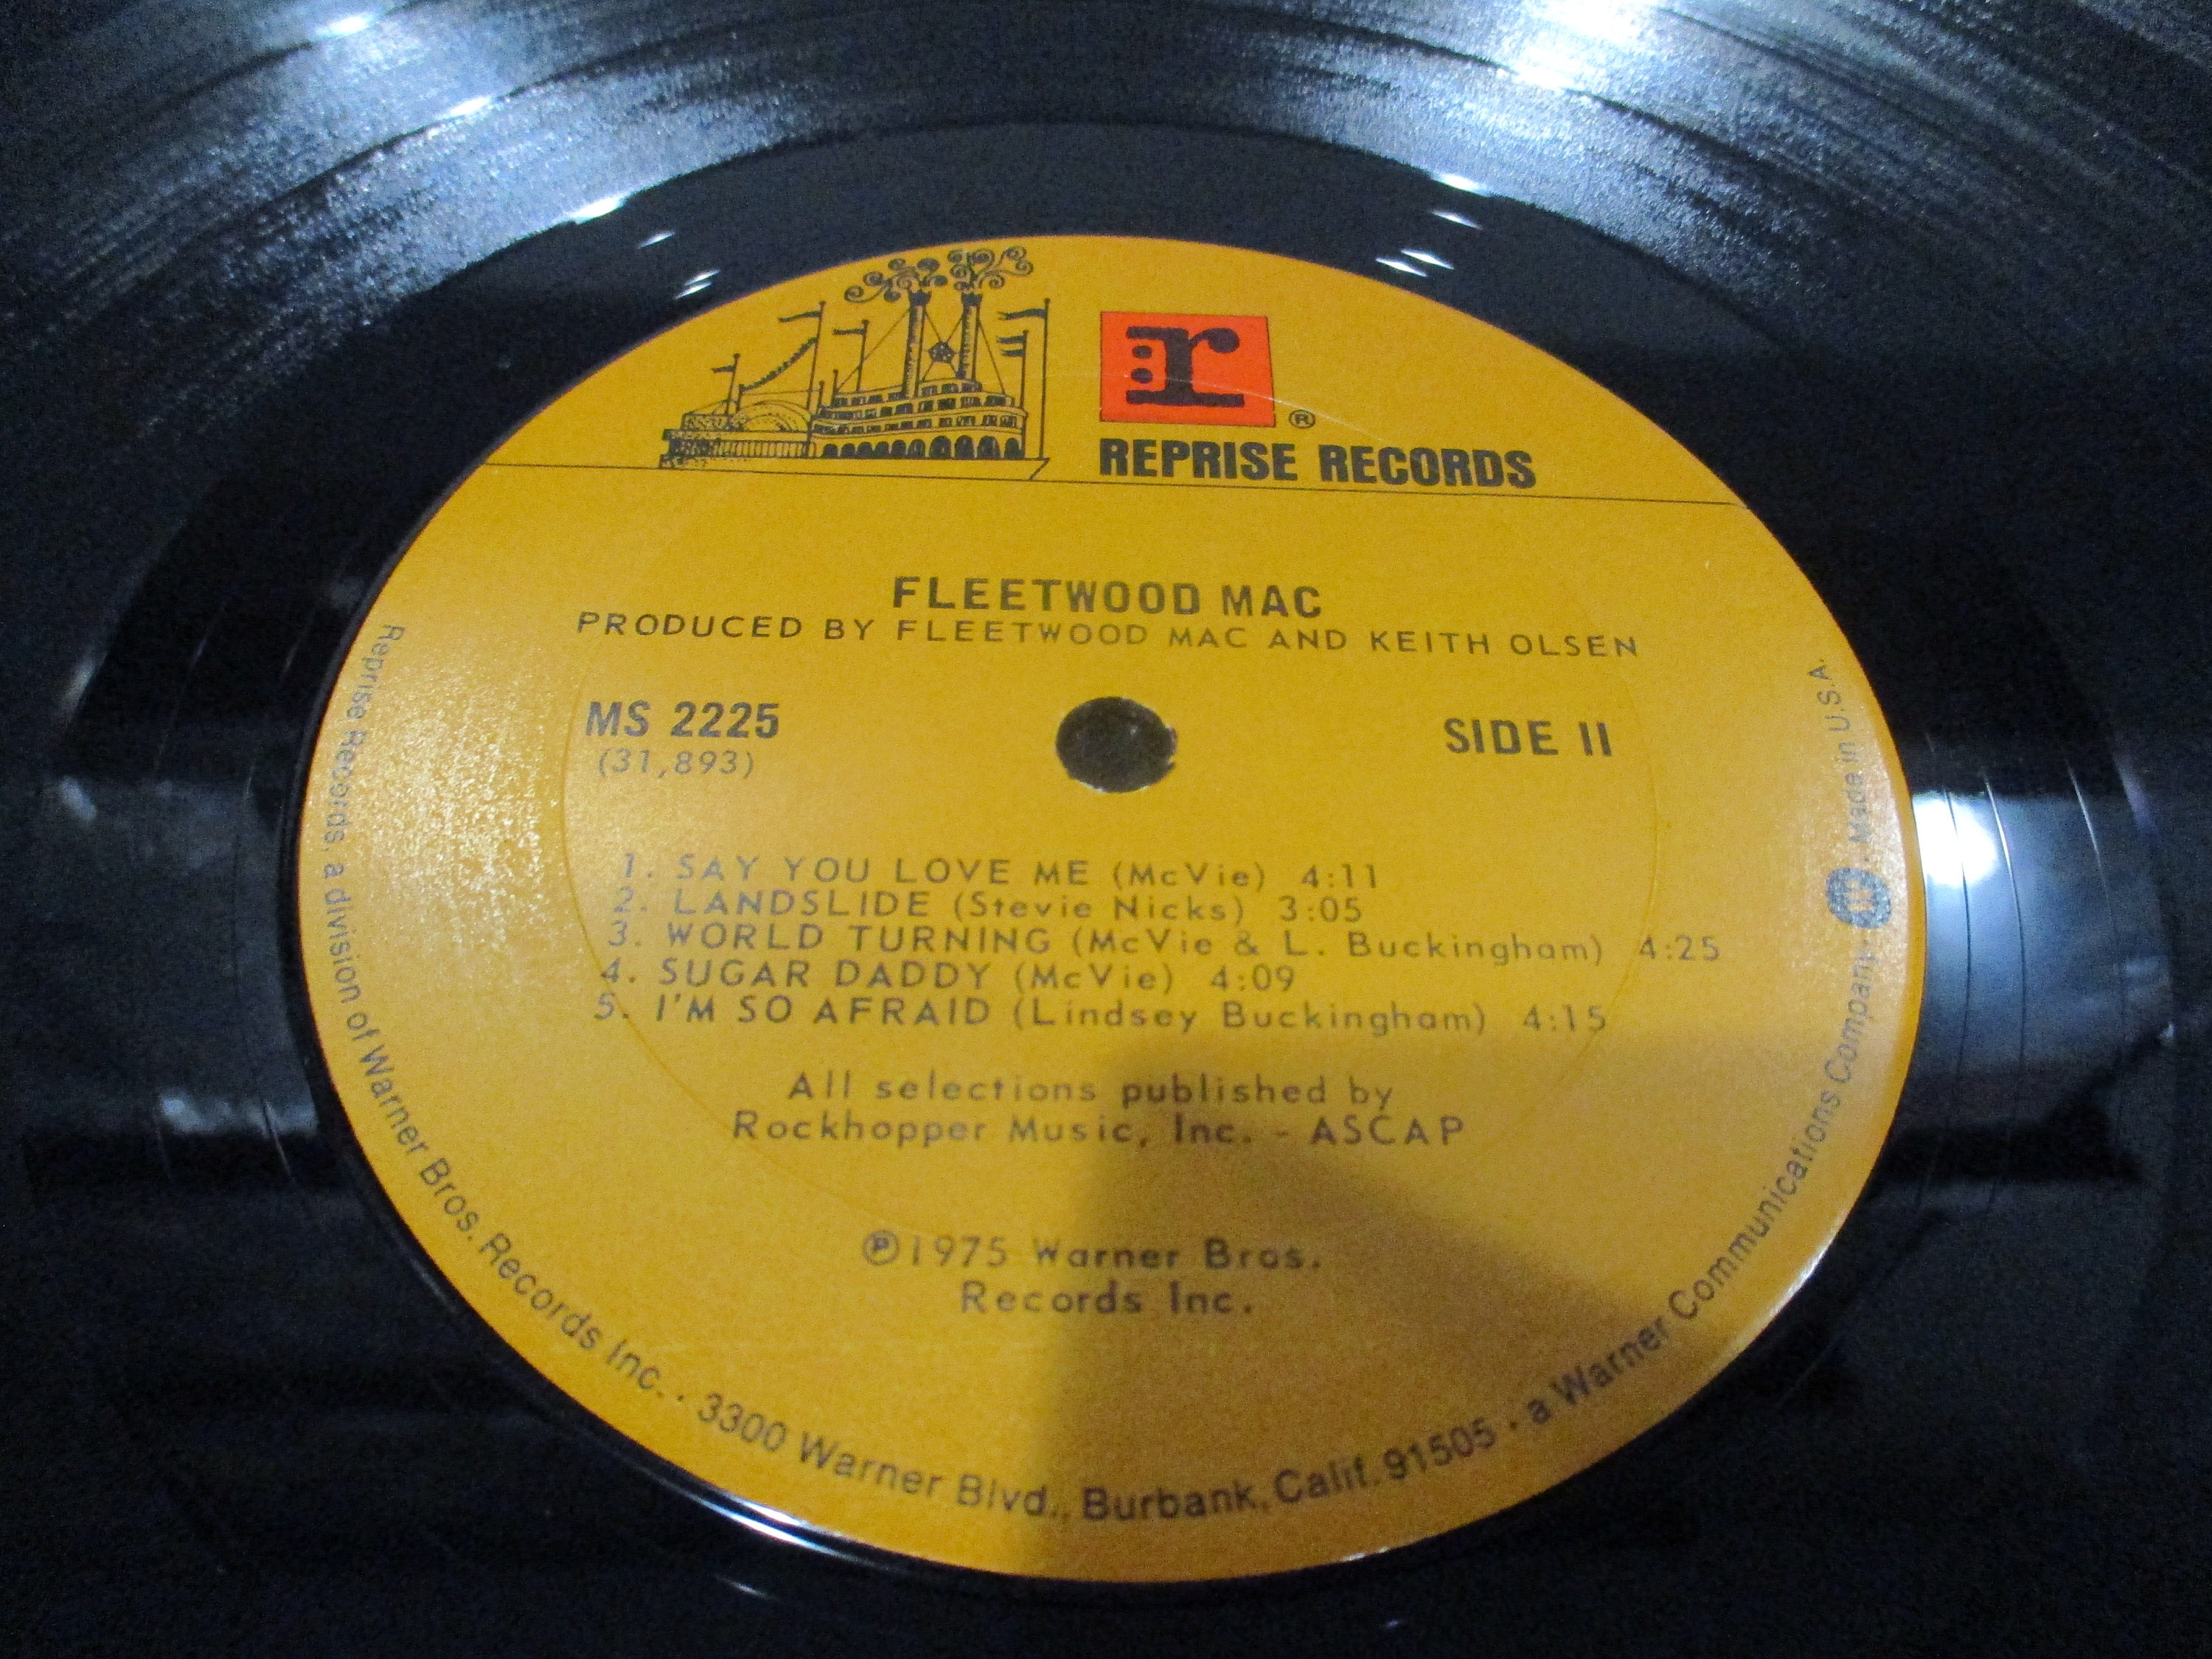 r
®
REPRISE RECORDS
FLEETWOOD MAC
PRODUCED BY FLEETWOOD MAC AND KEITH OLSEN
MS 2225
(31,893)
SIDE II
1. SAY YOU LOVE ME (McVie) 4:11
2. LANDSLIDE (Stevie Nicks) 3:05
3. WORLD TURNING (McVie & L. Buckingham) 4:25
4. SUGAR DADDY (McVie) 4:09
5. I'M SO AFRAID (Lindsey Buckingham) 4:15
All selections published by
Rockhopper Music, Inc. - ASCAP
℗1975 Warner Bros.
Records Inc.
Reprise Records, a division of Warner Bros. Records Inc. · 3300 Warner Blvd., Burbank, Calif. 91505 · a Warner Communications Company · Made in U.S.A.